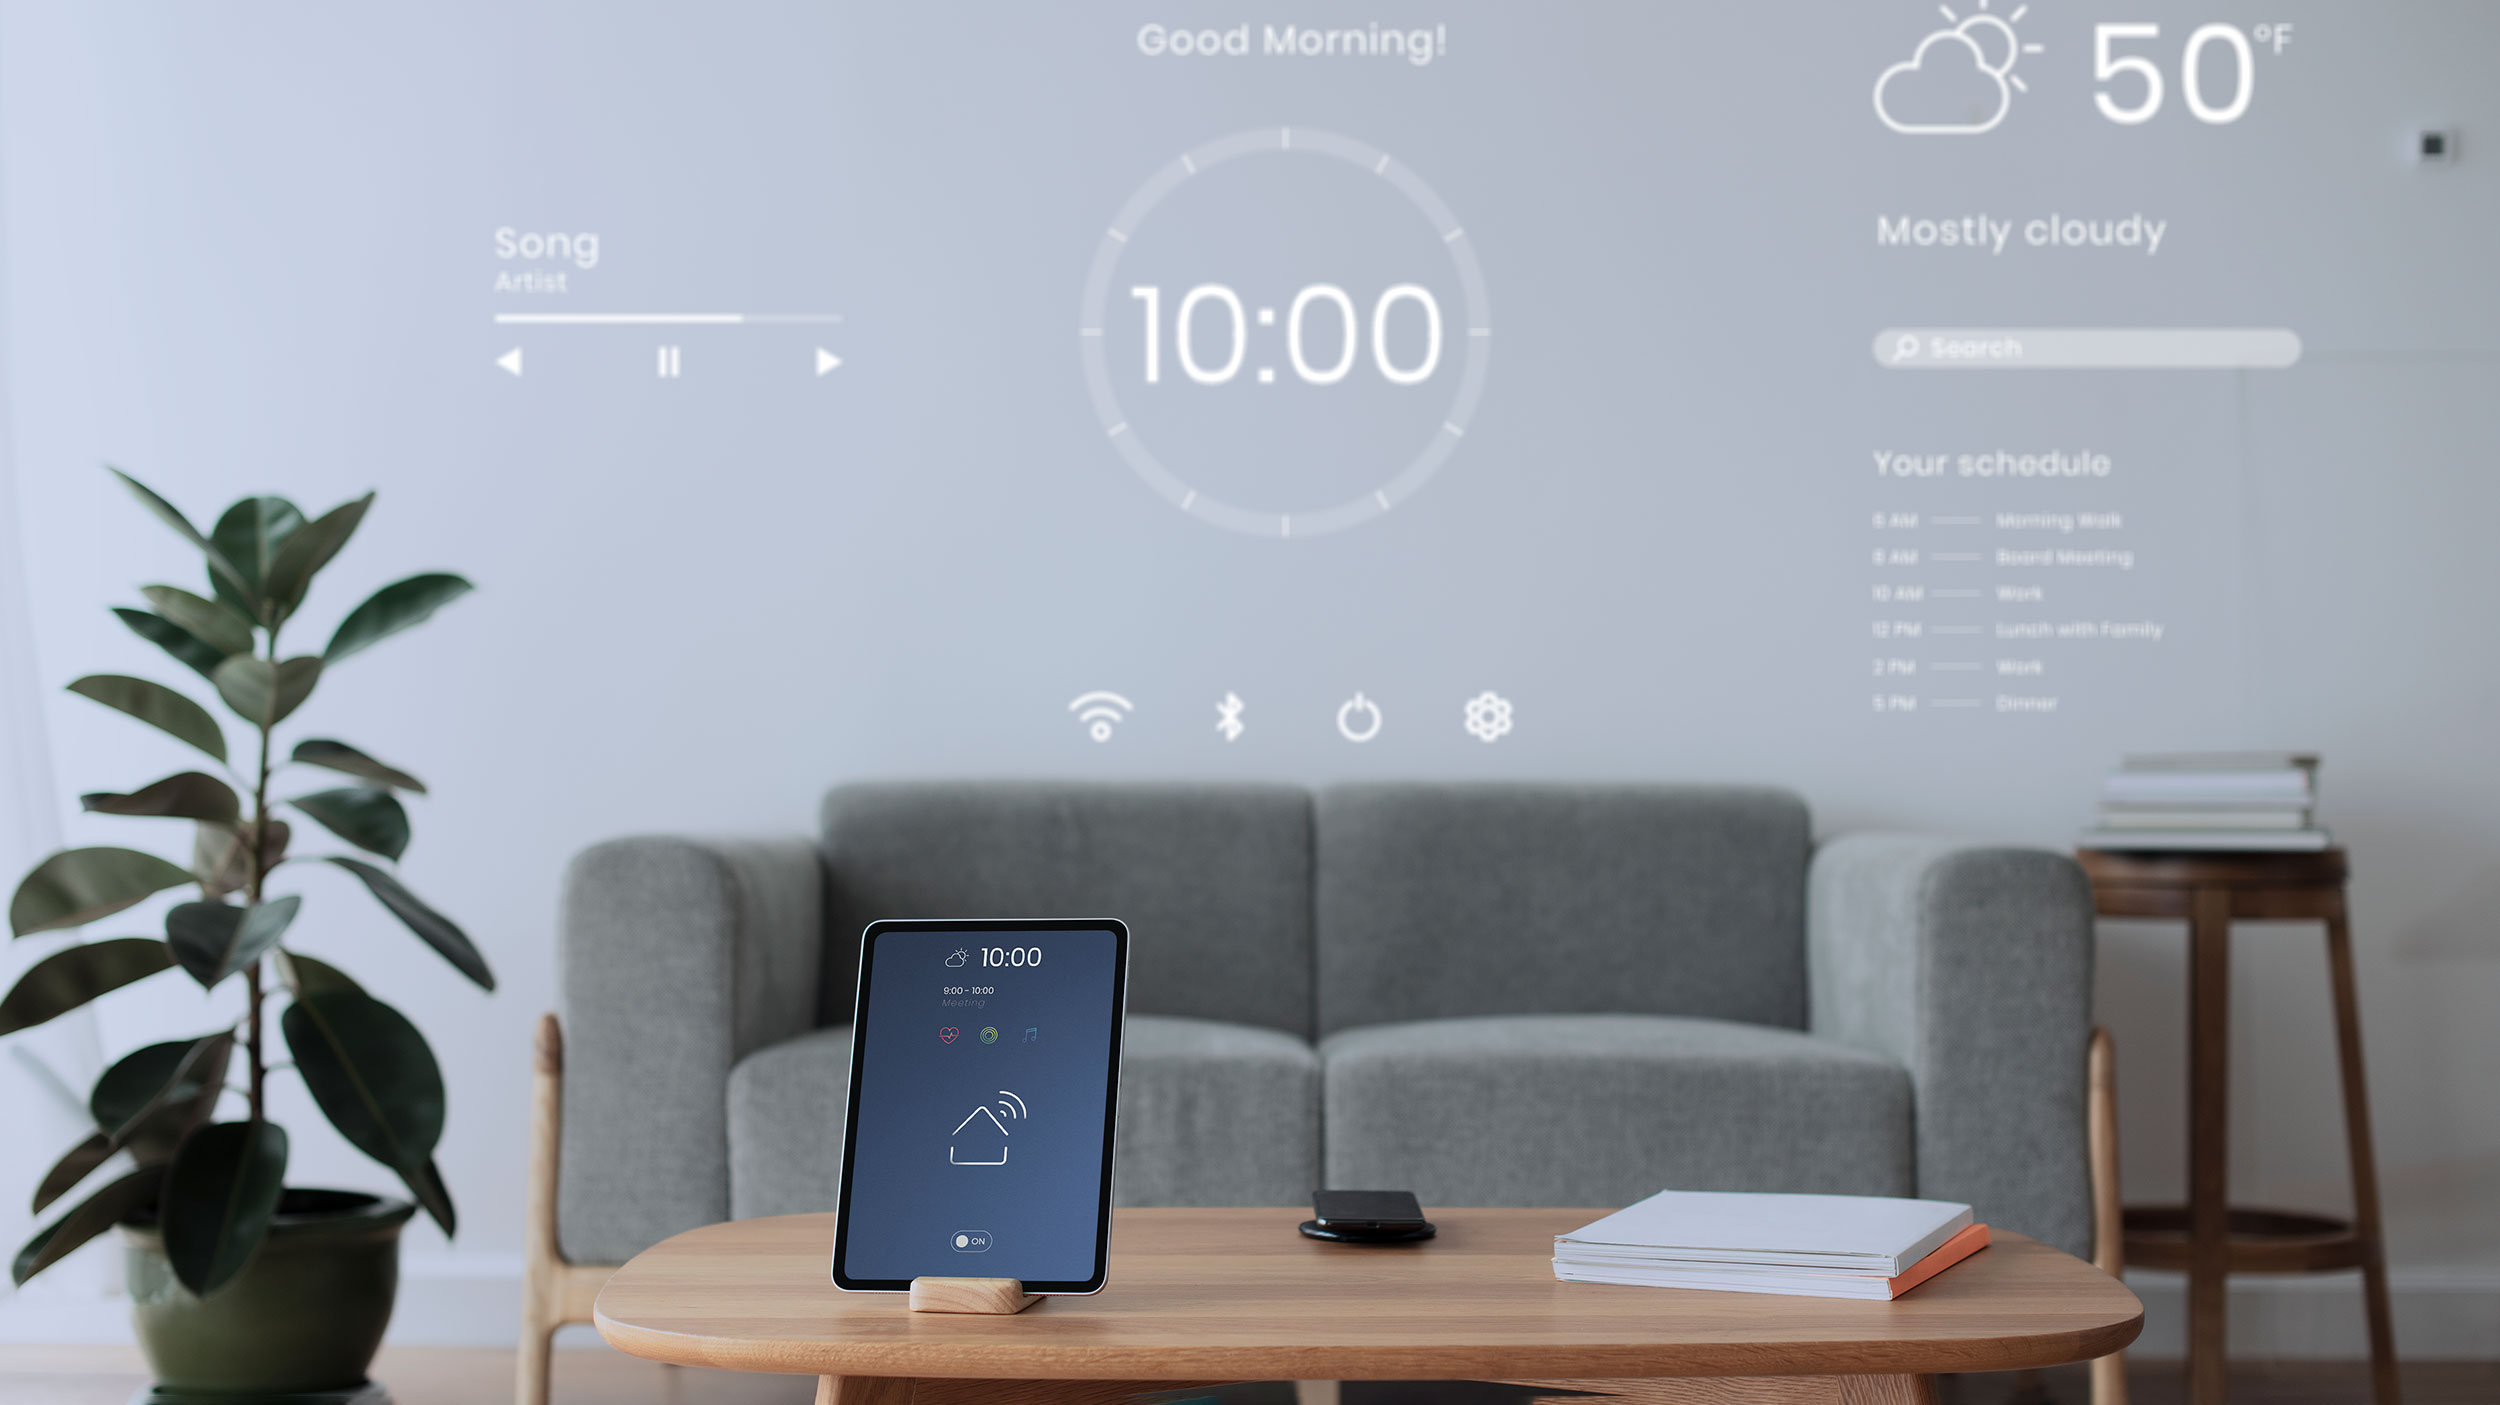 Good Morning!
50°F
Mostly cloudy
Song
Artist
10:00
Search
Your schedule
6 AM Morning Walk
8 AM Board Meeting
10 AM Work
12 PM Lunch with Family
2 PM Work
5 PM Dinner
10:00
9:00 - 10:00
Meeting
ON